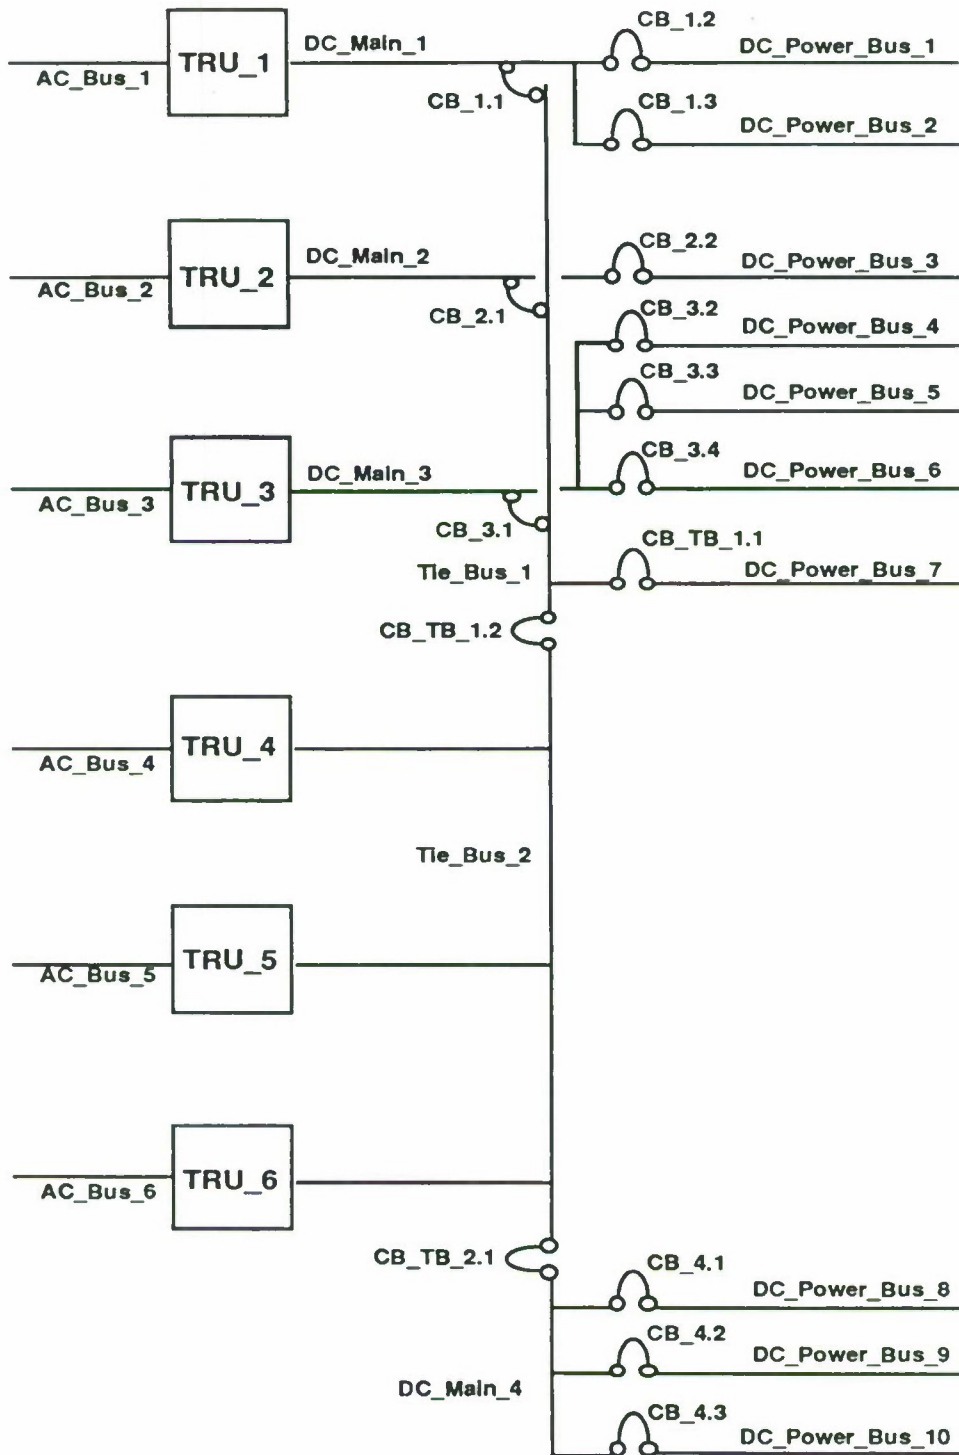 CB_1.2
DC_Main_1
DC_Power_Bus_1
TRU_1
AC_Bus_1
CB_1.1
CB_1.3
DC_Power_Bus_2
CB_2.2
DC_Main_2
DC_Power_Bus_3
TRU_2
AC_Bus_2
CB_2.1
CB_3.2
DC_Power_Bus_4
CB_3.3
DC_Power_Bus_5
CB_3.4
DC_Main_3
DC_Power_Bus_6
TRU_3
AC_Bus_3
CB_3.1
CB_TB_1.1
Tie_Bus_1
DC_Power_Bus_7
CB_TB_1.2
TRU_4
AC_Bus_4
Tie_Bus_2
TRU_5
AC_Bus_5
TRU_6
AC_Bus_6
CB_TB_2.1
CB_4.1
DC_Power_Bus_8
CB_4.2
DC_Power_Bus_9
DC_Main_4
CB_4.3
DC_Power_Bus_10